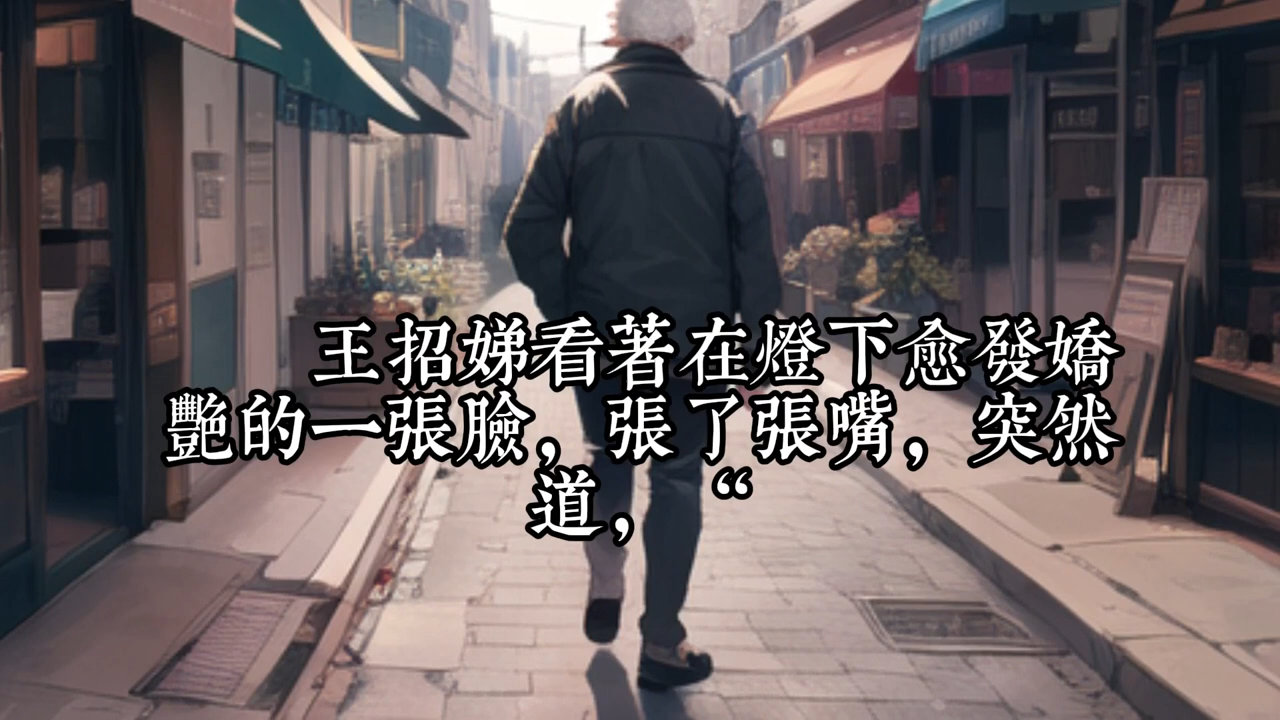 王招娣看著在燈下愈發嬌
艷的一張臉，張了張嘴，突然
道，“